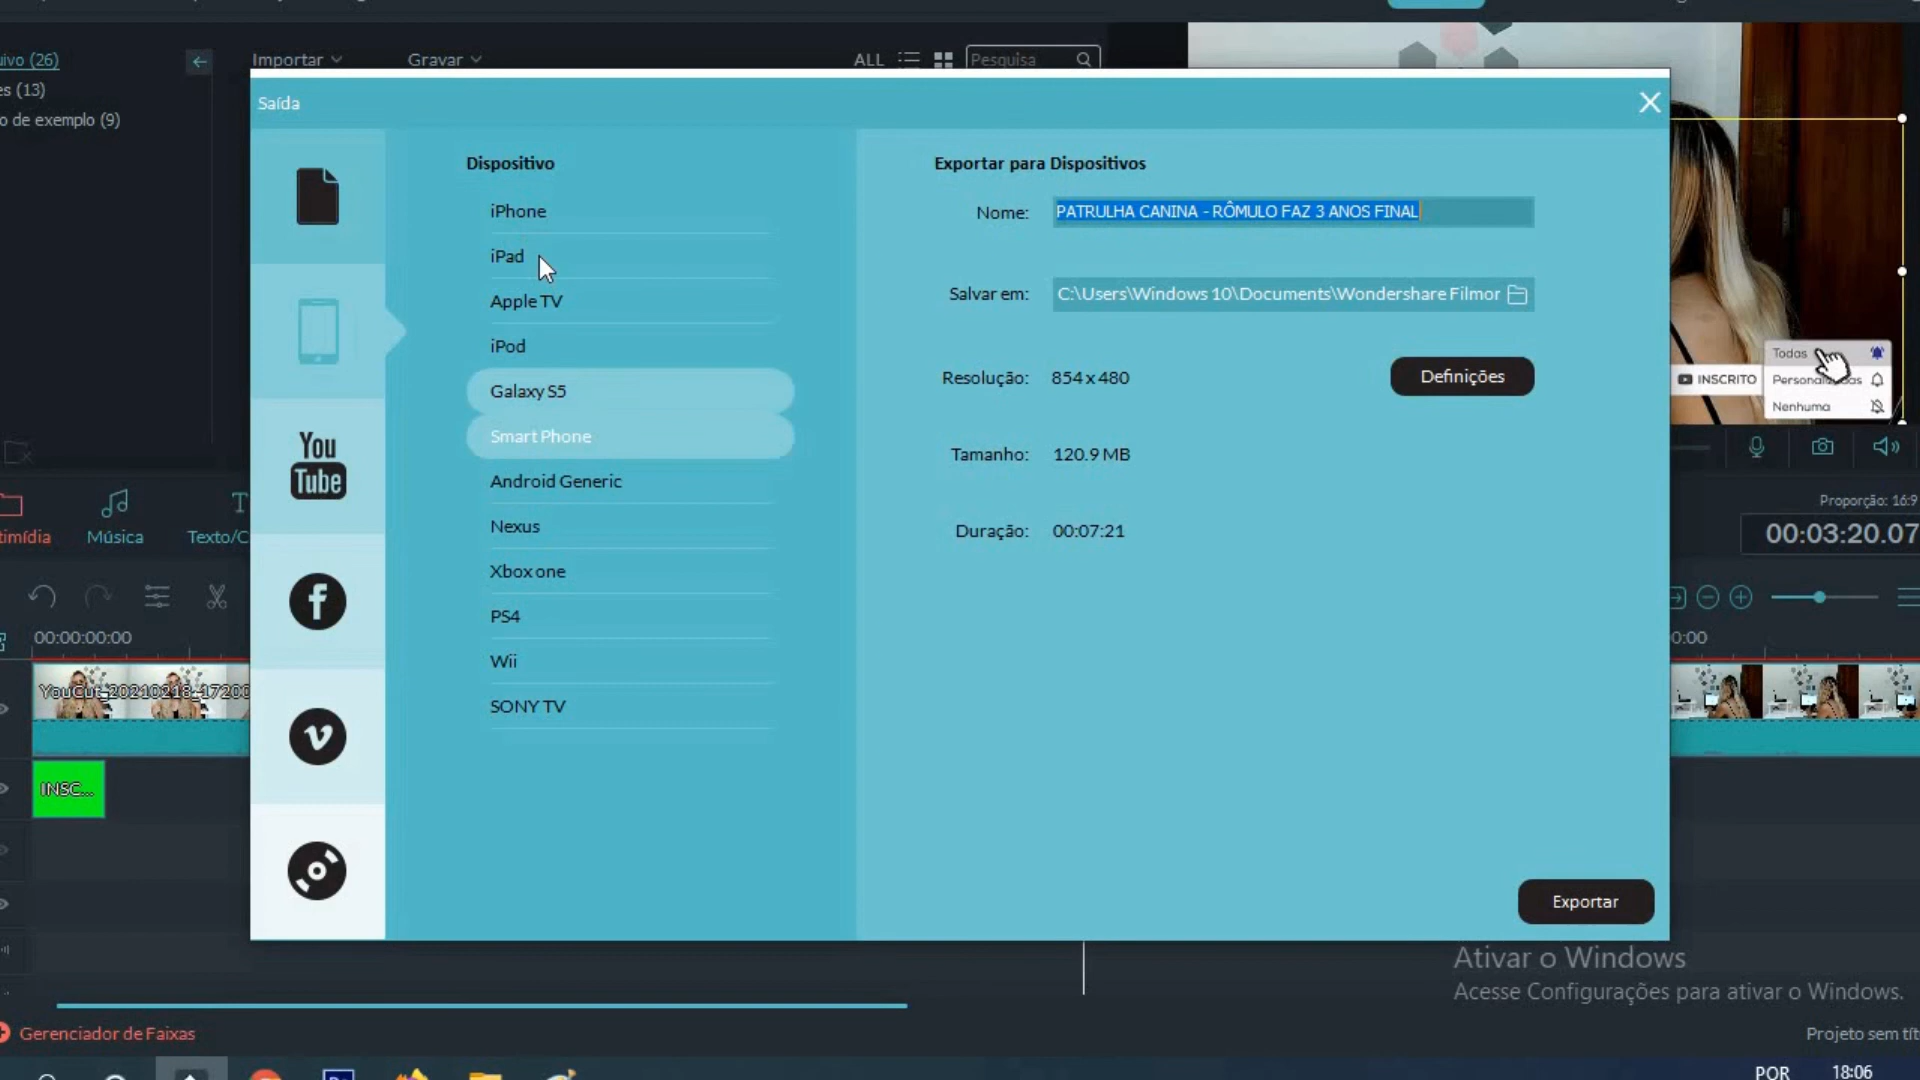 ivo (26)
Importar
Gravar
ALL
Pesquisa
es (13)
o de exemplo (9)
Saída
Dispositivo
iPhone
iPad
Apple TV
iPod
Galaxy S5
Smart Phone
Android Generic
Nexus
Xbox one
PS4
Wii
SONY TV
You
Tube
Exportar para Dispositivos
Nome: PATRULHA CANINA - RÔMULO FAZ 3 ANOS FINAL
Salvar em: C:\Users\Windows 10\Documents\Wondershare Filmor
Resolução: 854 x 480
Definições
Tamanho: 120.9 MB
Duração: 00:07:21
Exportar
Todas
INSCRITO
Nenhuma
Proporção: 16:9
00:03:20.07
timídia
Música
Texto/C
00:00:00:00
0:00
YouCut_20210218_17200
INSC...
Ativar o Windows
Acesse Configurações para ativar o Windows.
Gerenciador de Faixas
Projeto sem tít
POR
18:06